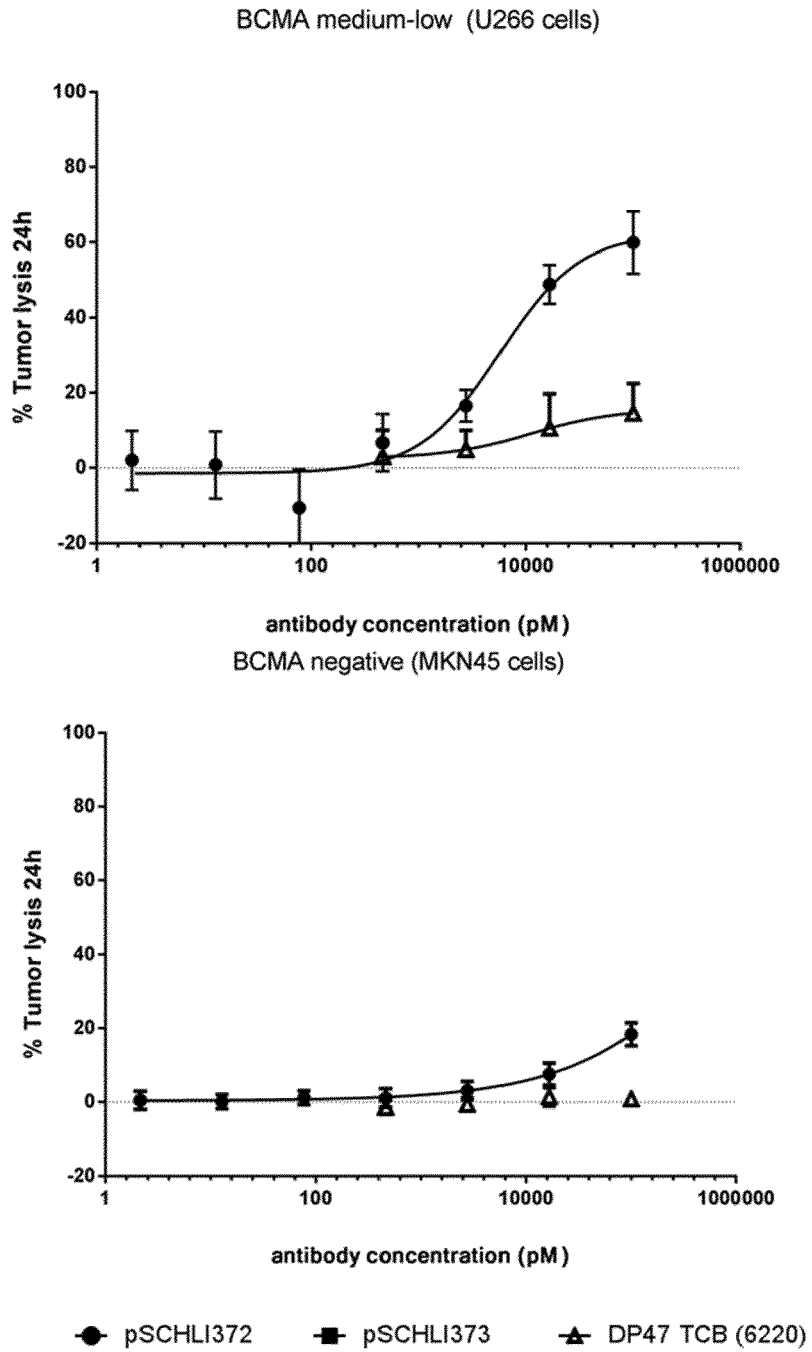 BCMA medium-low (U266 cells)
100
80
60
40
20
0
-20
% Tumor lysis 24h
1 100 10000 1000000
antibody concentration (pM)
BCMA negative (MKN45 cells)
100
80
60
40
20
0
-20
% Tumor lysis 24h
1 100 10000 1000000
antibody concentration (pM)
pSCHLI372 pSCHLI373 DP47 TCB (6220)